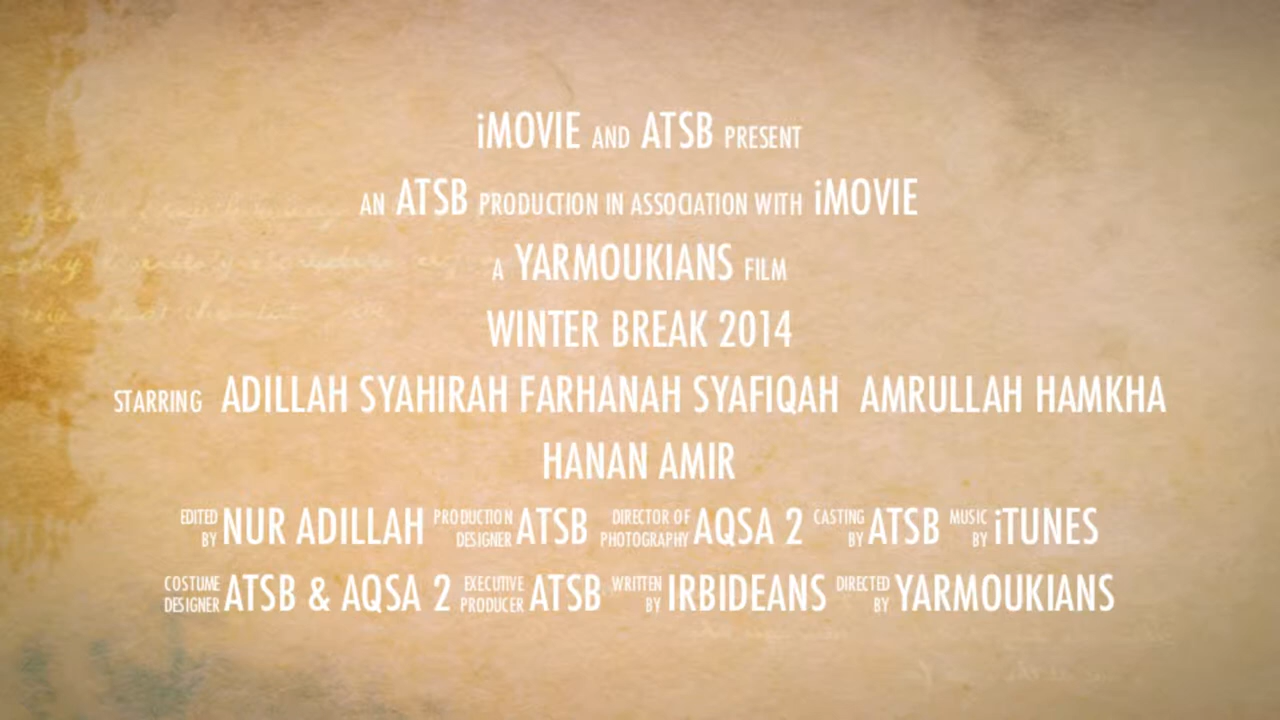 iMOVIE AND ATSB PRESENT
AN ATSB PRODUCTION IN ASSOCIATION WITH iMOVIE
A YARMOUKIANS FILM
WINTER BREAK 2014
STARRING ADILLAH SYAHIRAH FARHANAH SYAFIQAH AMRULLAH HAMKHA
HANAN AMIR
EDITED BY NUR ADILLAH PRODUCTION DESIGNER ATSB DIRECTOR OF PHOTOGRAPHY AQSA 2 CASTING BY ATSB MUSIC BY iTUNES
COSTUME DESIGNER ATSB & AQSA 2 EXECUTIVE PRODUCER ATSB WRITTEN BY IRBIDEANS DIRECTED BY YARMOUKIANS